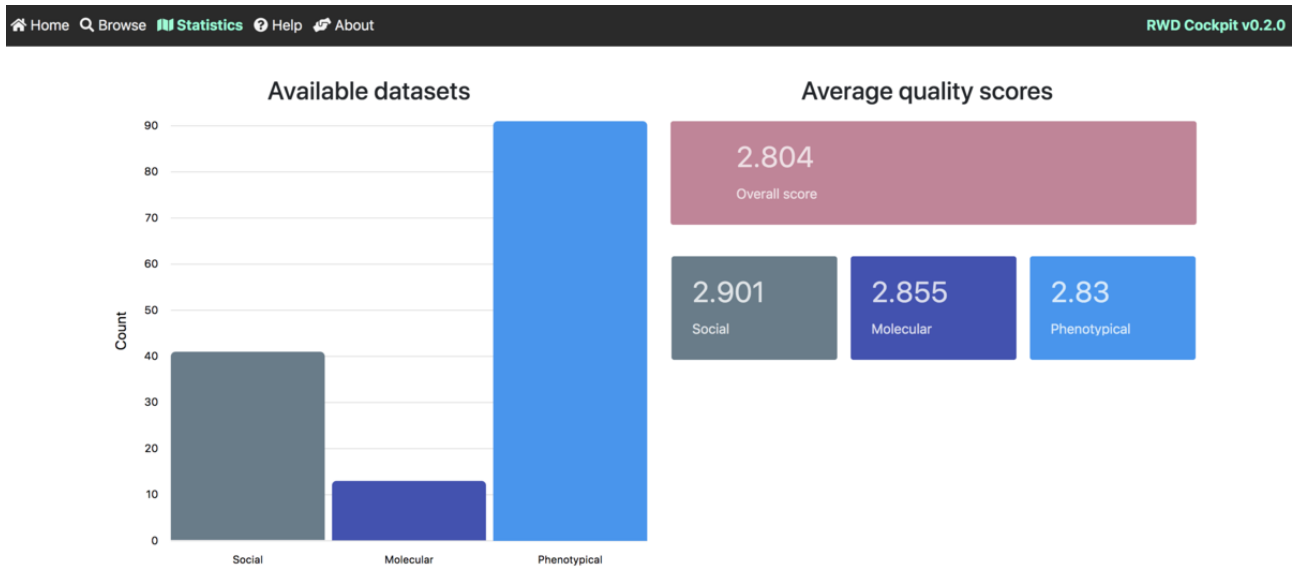 Home Browse Statistics Help About RWD Cockpit v0.2.0
Available datasets
90
80
70
60
50
40
30
20
10
0
Count
Social Molecular Phenotypical
Average quality scores
2.804
Overall score
2.901
Social
2.855
Molecular
2.83
Phenotypical